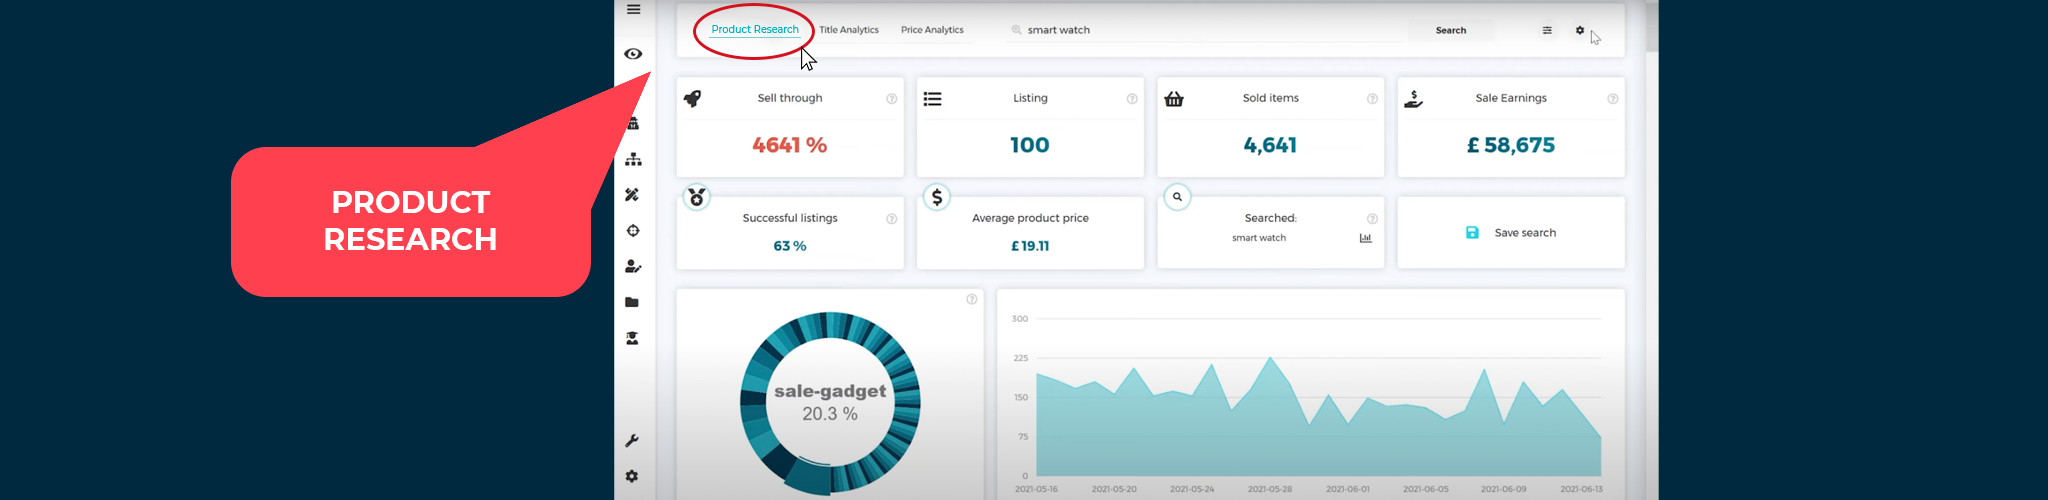 PRODUCT
RESEARCH
Product Research
Title Analytics
Price Analytics
smart watch
Search
Sell through
4641 %
Listing
100
Sold items
4,641
Sale Earnings
£ 58,675
Successful listings
63 %
Average product price
£ 19.11
Searched:
smart watch
Save search
sale-gadget
20.3 %
300
225
150
75
0
2021-05-16
2021-05-20
2021-05-24
2021-05-28
2021-06-01
2021-06-05
2021-06-09
2021-06-13